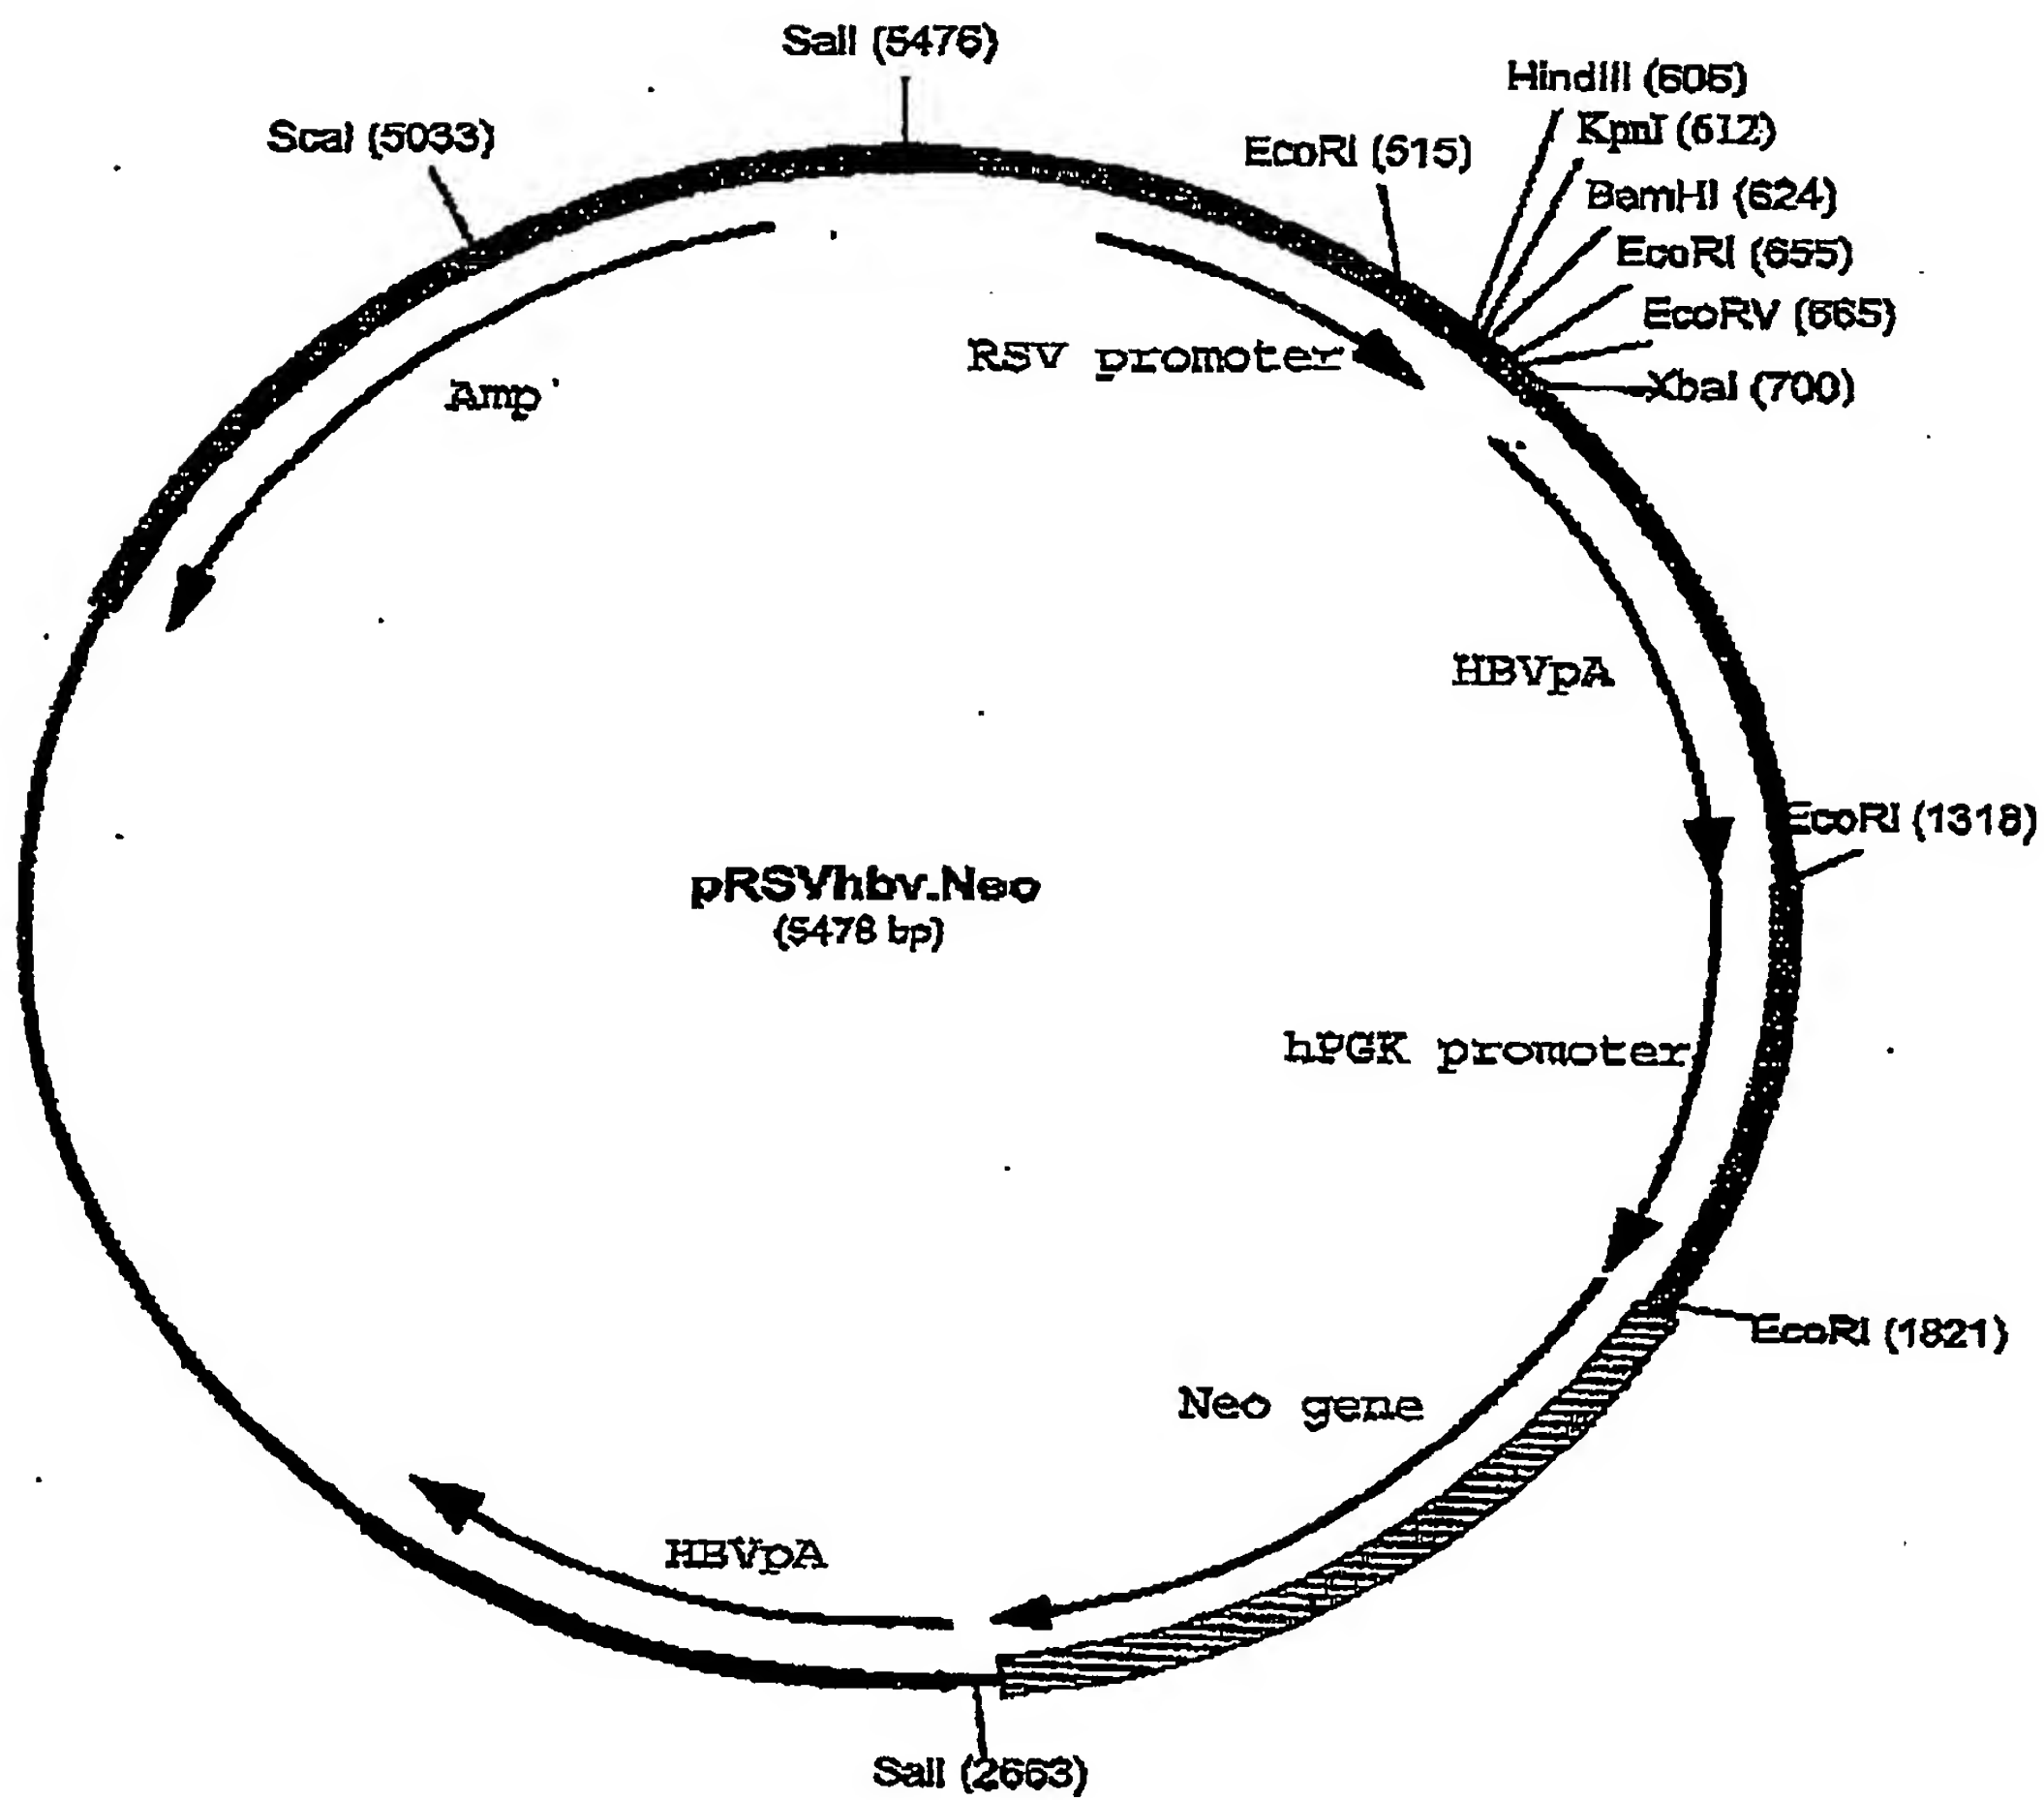 SalI (5476)
ScaI (5033)
HindIII (606)
KpnI (612)
EcoRI (515)
BamHI (624)
EcoRI (655)
EcoRV (665)
XbaI (700)
RSV promoter
Amp'
HBVpA
EcoRI (1318)
pRSVhbv.Neo
(5478 bp)
hPGK promoter
EcoRI (1821)
Neo gene
HBVpA
SalI (2663)